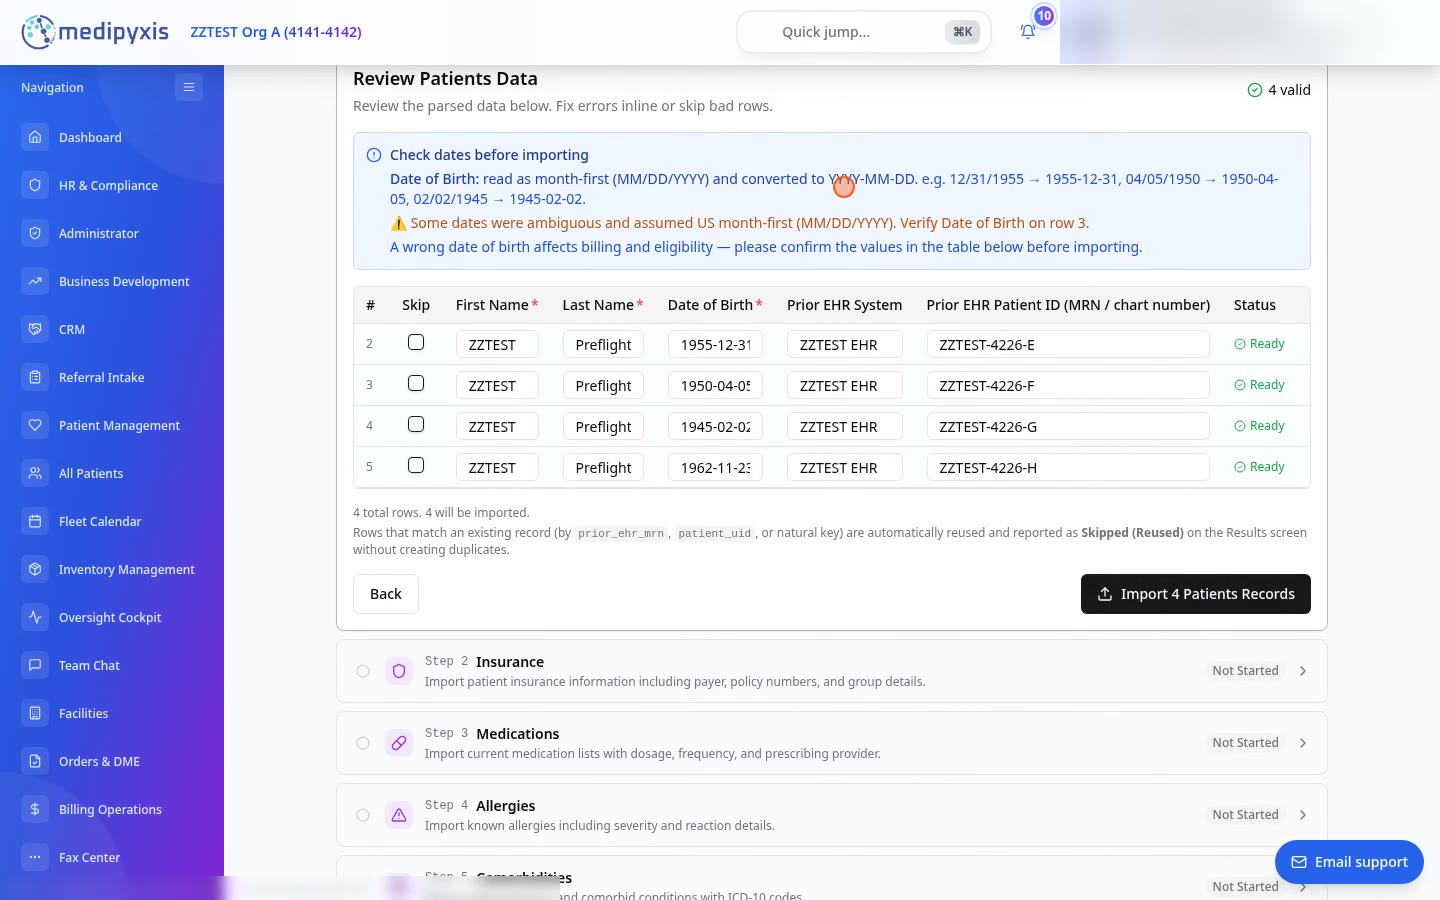 medipyxis
ZZTEST Org A (4141-4142)
Quick jump...
⌘K
10
Navigation
Dashboard
HR & Compliance
Administrator
Business Development
CRM
Referral Intake
Patient Management
All Patients
Fleet Calendar
Inventory Management
Oversight Cockpit
Team Chat
Facilities
Orders & DME
Billing Operations
Fax Center
Review Patients Data
Review the parsed data below. Fix errors inline or skip bad rows.
4 valid
Check dates before importing
Date of Birth: read as month-first (MM/DD/YYYY) and converted to YYYY-MM-DD. e.g. 12/31/1955 → 1955-12-31, 04/05/1950 → 1950-04-
05, 02/02/1945 → 1945-02-02.
⚠️ Some dates were ambiguous and assumed US month-first (MM/DD/YYYY). Verify Date of Birth on row 3.
A wrong date of birth affects billing and eligibility — please confirm the values in the table below before importing.
# Skip First Name* Last Name* Date of Birth* Prior EHR System Prior EHR Patient ID (MRN / chart number) Status
2 ZZTEST Preflight 1955-12-31 ZZTEST EHR ZZTEST-4226-E Ready
3 ZZTEST Preflight 1950-04-05 ZZTEST EHR ZZTEST-4226-F Ready
4 ZZTEST Preflight 1945-02-02 ZZTEST EHR ZZTEST-4226-G Ready
5 ZZTEST Preflight 1962-11-23 ZZTEST EHR ZZTEST-4226-H Ready
4 total rows. 4 will be imported.
Rows that match an existing record (by prior_ehr_mrn, patient_uid, or natural key) are automatically reused and reported as Skipped (Reused) on the Results screen
without creating duplicates.
Back
Import 4 Patients Records
Step 2 Insurance
Import patient insurance information including payer, policy numbers, and group details.
Not Started
Step 3 Medications
Import current medication lists with dosage, frequency, and prescribing provider.
Not Started
Step 4 Allergies
Import known allergies including severity and reaction details.
Not Started
Step 5 Comorbidities
and comorbid conditions with ICD-10 codes.
Not Started
Email support